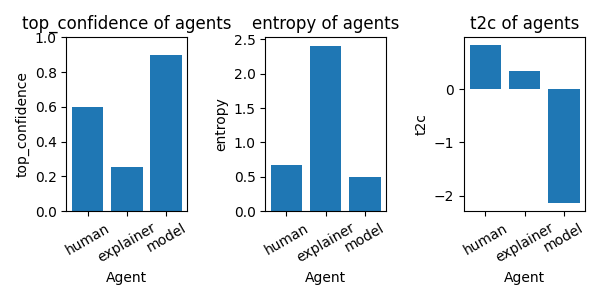 top_confidence of agents
top_confidence
1.0
0.8
0.6
0.4
0.2
0.0
human
explainer
model
Agent
entropy of agents
entropy
2.5
2.0
1.5
1.0
0.5
0.0
human
explainer
model
Agent
t2c of agents
t2c
0
−1
−2
human
explainer
model
Agent